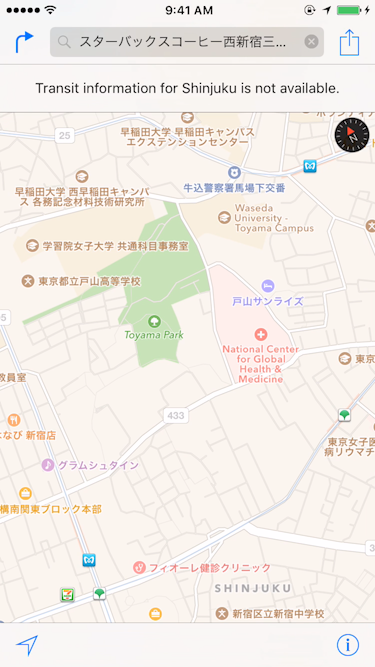 9:41 AM
スターバックスコーヒー西新宿三...
Transit information for Shinjuku is not available.
25
早稲田大学 早稲田キャンパス
エクステンションセンター
N
早稲田大学 西早稲田キャンパ
ス 各務記念材料技術研究所
牛込警察署馬場下交番
Waseda
University -
Toyama Campus
学習院女子大学 共通科目事務室
東京都立戸山高等学校
戸山サンライズ
Toyama Park
National Center
for Global
Health &
Medicine
東京
教員室
433
なび 新宿店
東京女子医
病リウマチ
グラムシュタイン
構南関東ブロック本部
フィオーレ健診クリニック
SHINJUKU
新宿区立新宿中学校